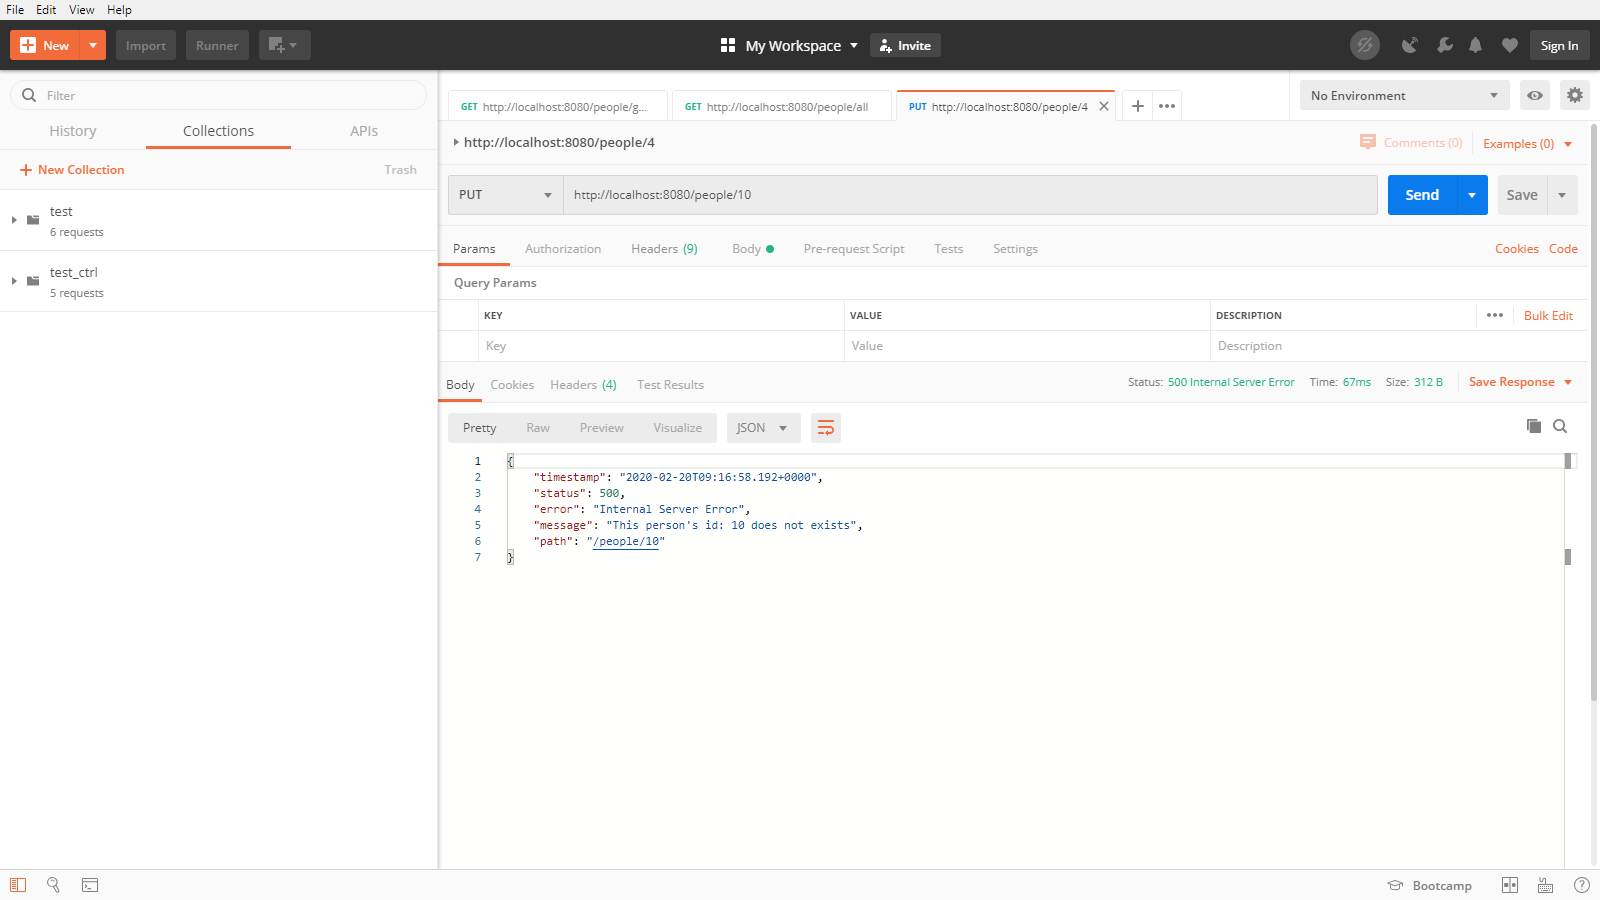 File Edit View Help
New Import Runner My Workspace Invite Sign In
Filter
History Collections APIs
New Collection Trash
test
6 requests
test_ctrl
5 requests
GET http://localhost:8080/people/g... GET http://localhost:8080/people/all PUT http://localhost:8080/people/4 No Environment
http://localhost:8080/people/4 Comments (0) Examples (0)
PUT http://localhost:8080/people/10 Send Save
Params Authorization Headers (9) Body Pre-request Script Tests Settings Cookies Code
Query Params
KEY VALUE DESCRIPTION Bulk Edit
Key Value Description
Body Cookies Headers (4) Test Results Status: 500 Internal Server Error Time: 67ms Size: 312 B Save Response
Pretty Raw Preview Visualize JSON
1 {
2 "timestamp": "2020-02-20T09:16:58.192+0000",
3 "status": 500,
4 "error": "Internal Server Error",
5 "message": "This person's id: 10 does not exists",
6 "path": "/people/10"
7 }
Bootcamp